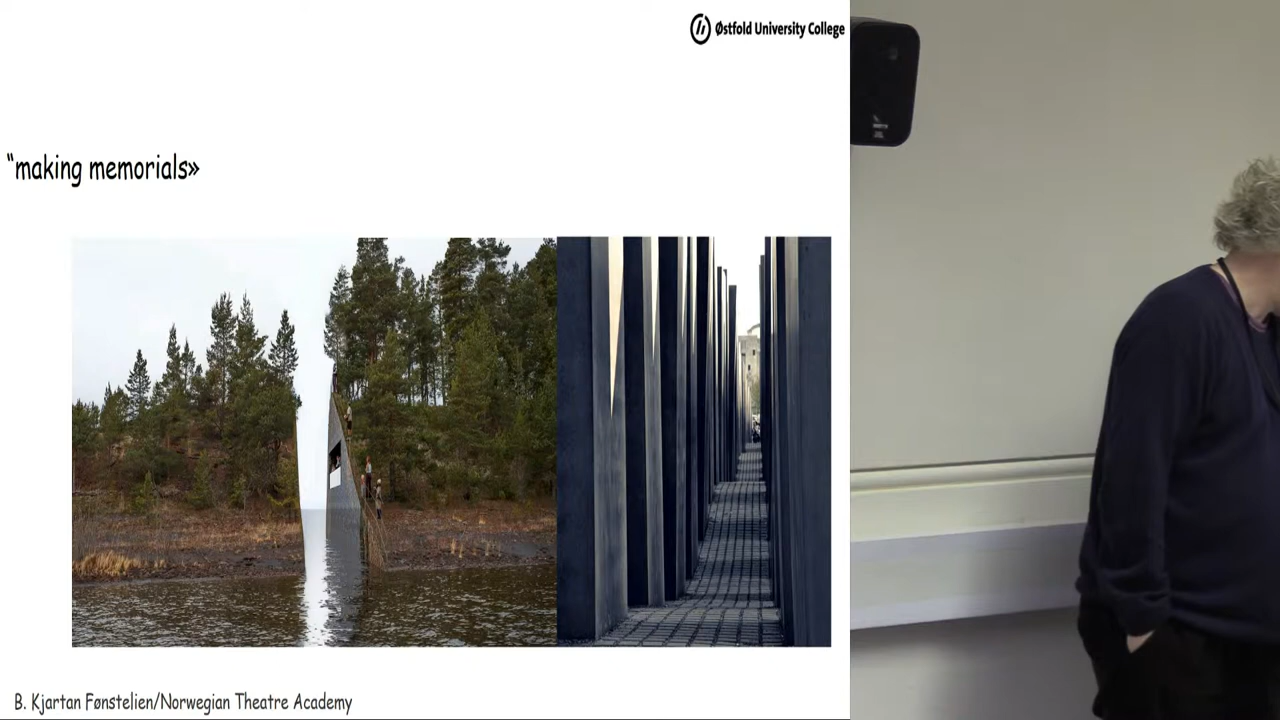 Østfold University College
“making memorials»
B. Kjartan Fønstelien/Norwegian Theatre Academy